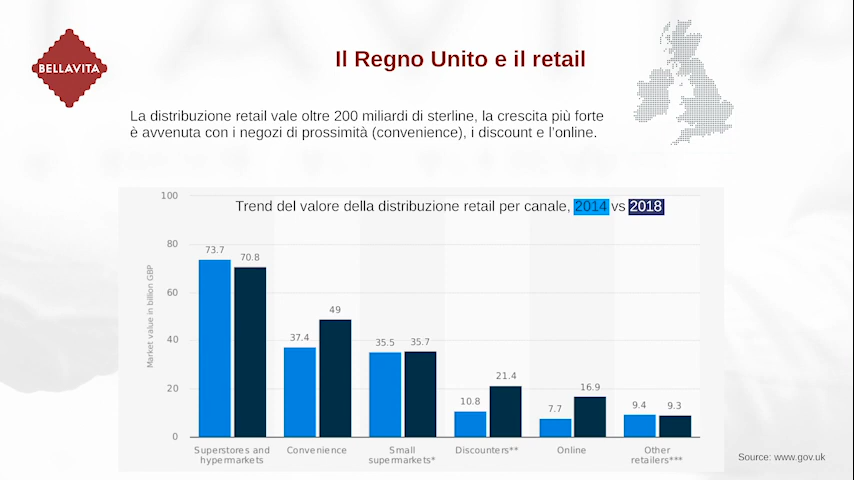 BELLAVITA
Il Regno Unito e il retail
La distribuzione retail vale oltre 200 miliardi di sterline, la crescita più forte
è avvenuta con i negozi di prossimità (convenience), i discount e l'online.
Trend del valore della distribuzione retail per canale, 2014 vs 2018
Market value in billion GBP
100
80
60
40
20
0
73.7
70.8
37.4
49
35.5
35.7
10.8
21.4
7.7
16.9
9.4
9.3
Superstores and
hypermarkets
Convenience
Small
supermarkets*
Discounters**
Online
Other
retailers***
Source: www.gov.uk